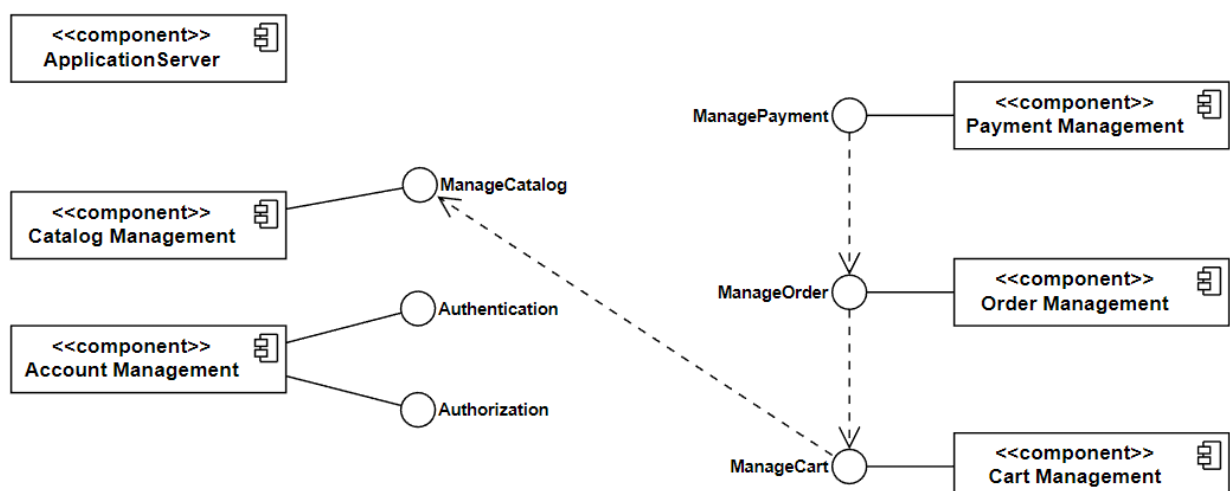 <<component>>
ApplicationServer
ManagePayment
<<component>>
Payment Management
ManageCatalog
<<component>>
Catalog Management
ManageOrder
<<component>>
Order Management
Authentication
<<component>>
Account Management
Authorization
ManageCart
<<component>>
Cart Management